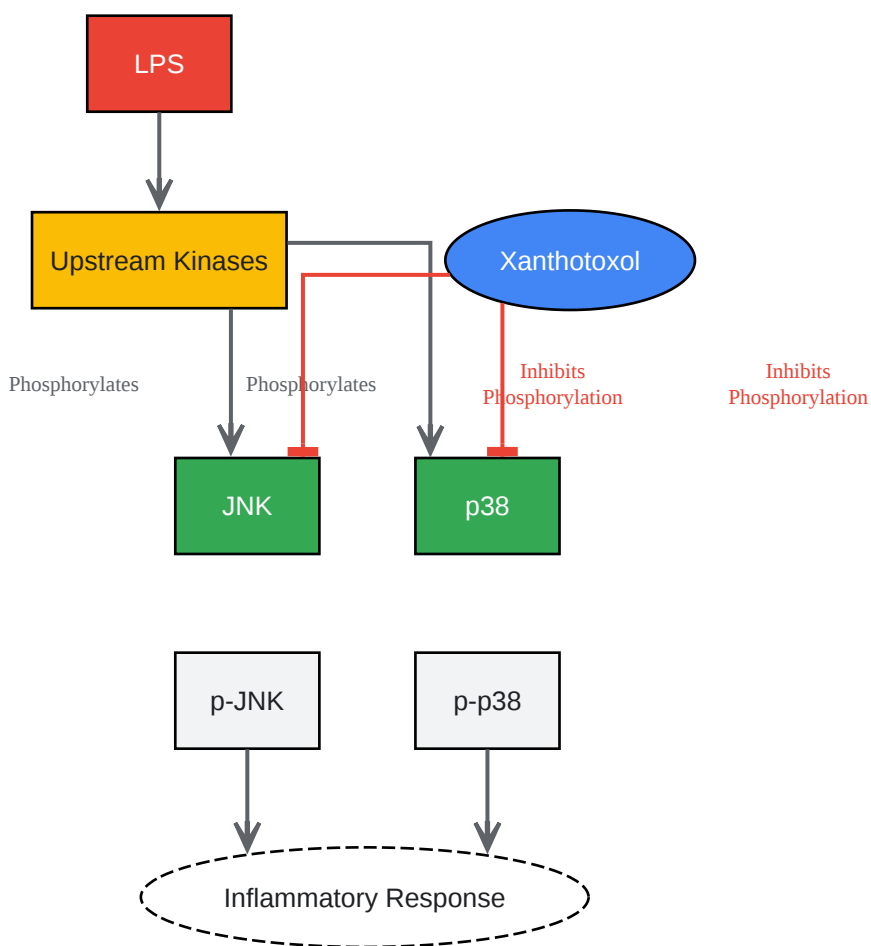 LPS
Upstream Kinases
Xanthotoxol
Phosphorylates
Phosphorylates
Inhibits
Phosphorylation
Inhibits
Phosphorylation
JNK
p38
p-JNK
p-p38
Inflammatory Response